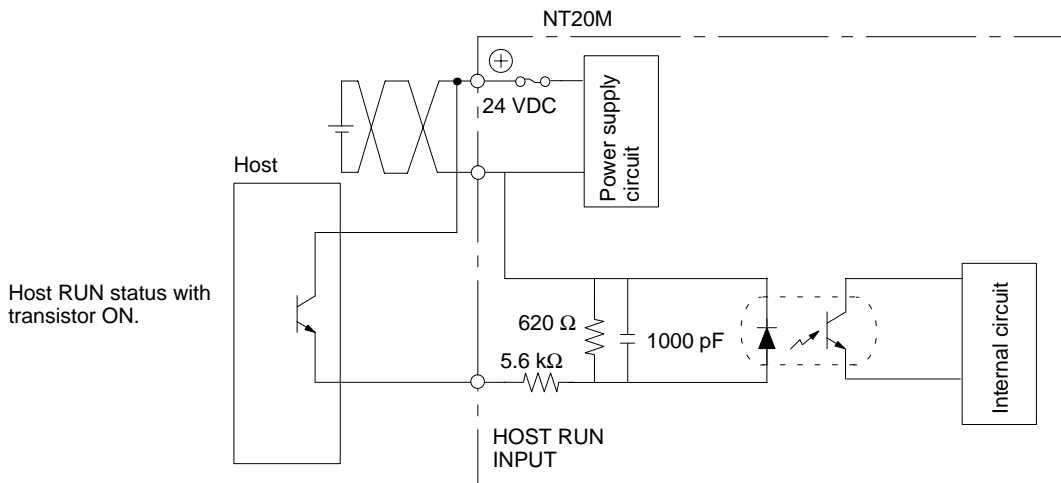 NT20M
+
24 VDC
Power supply
circuit
Host
Host RUN status with
transistor ON.
620 Ω
1000 pF
5.6 kΩ
Internal circuit
HOST RUN
INPUT